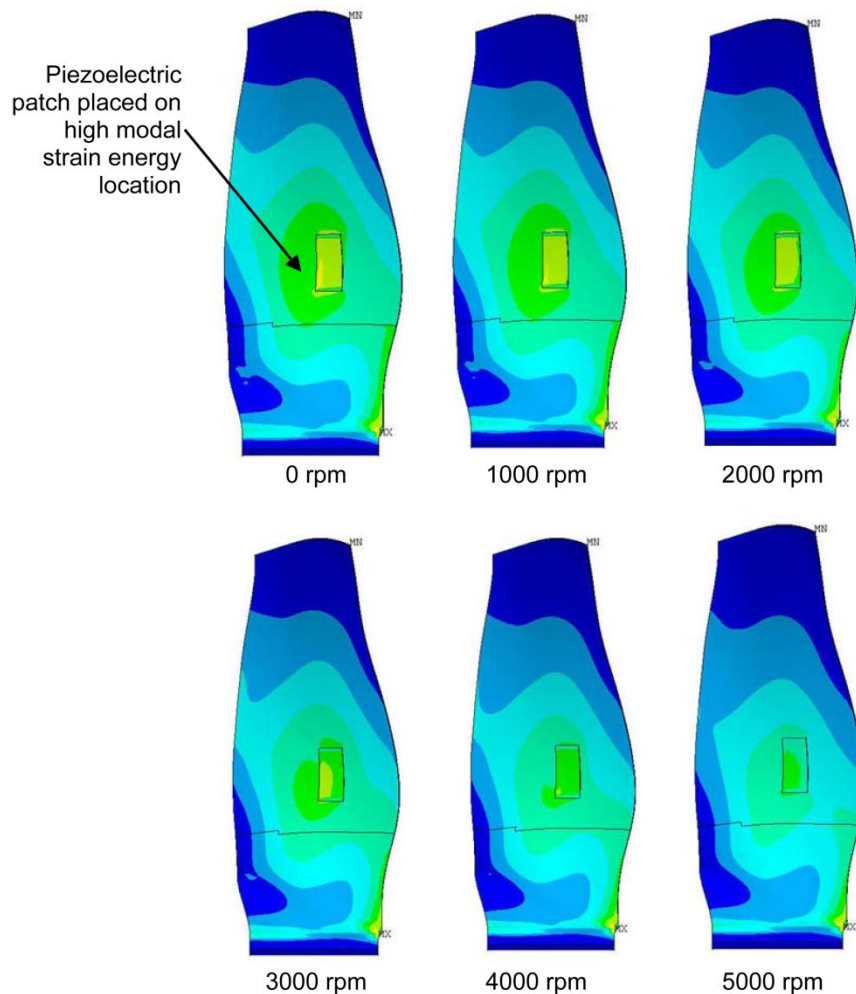 MN
MN
MN
Piezoelectric
patch placed on
high modal
strain energy
location
MX
MX
MX
0 rpm
1000 rpm
2000 rpm
MN
MN
MN
MX
MX
MX
3000 rpm
4000 rpm
5000 rpm